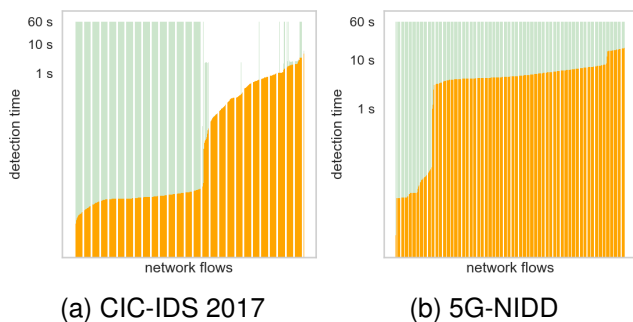 60 s
10 s
1 s
detection time
network flows
(a) CIC-IDS 2017
60 s
10 s
1 s
detection time
network flows
(b) 5G-NIDD